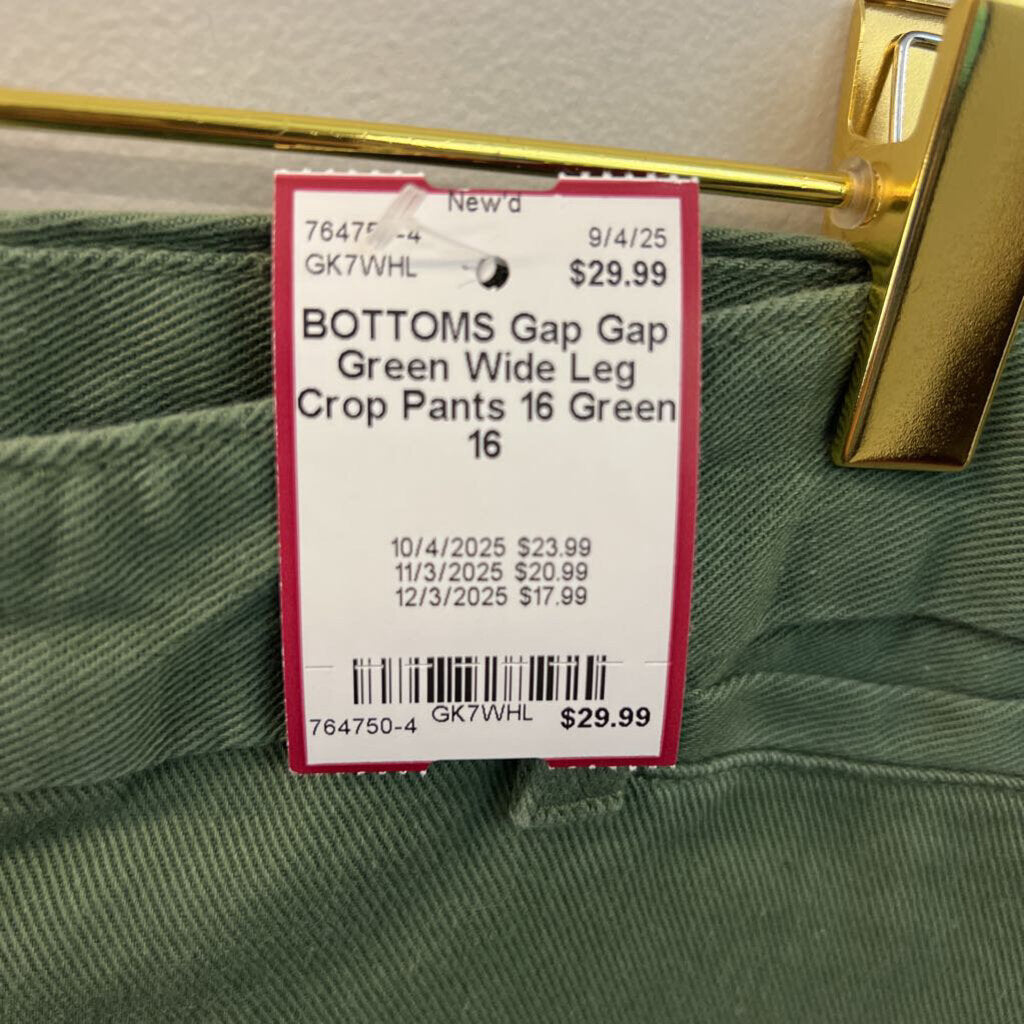 New'd
7647 -4 9/4/25
GK7WHL $29.99
BOTTOMS Gap Gap
Green Wide Leg
Crop Pants 16 Green
16
10/4/2025 $23.99
11/3/2025 $20.99
12/3/2025 $17.99
764750-4 GK7WHL $29.99